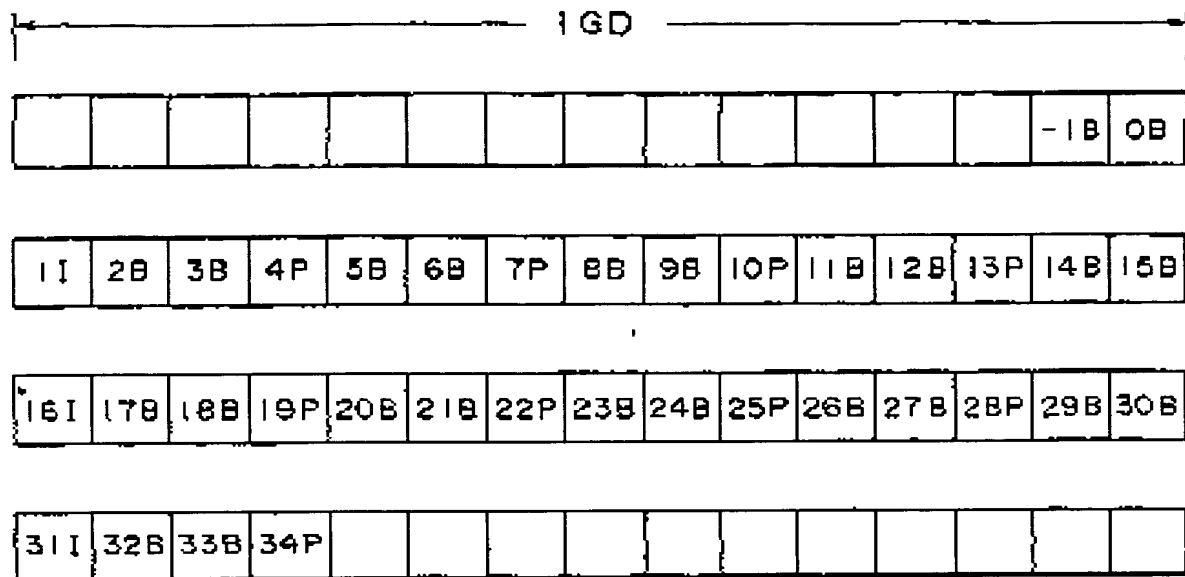 1GD
-1B 0B
1I 2B 3B 4P 5B 6B 7P 8B 9B 10P 11B 12B 13P 14B 15B
16I 17B 18B 19P 20B 21B 22P 23B 24B 25P 26B 27B 28P 29B 30B
31I 32B 33B 34P